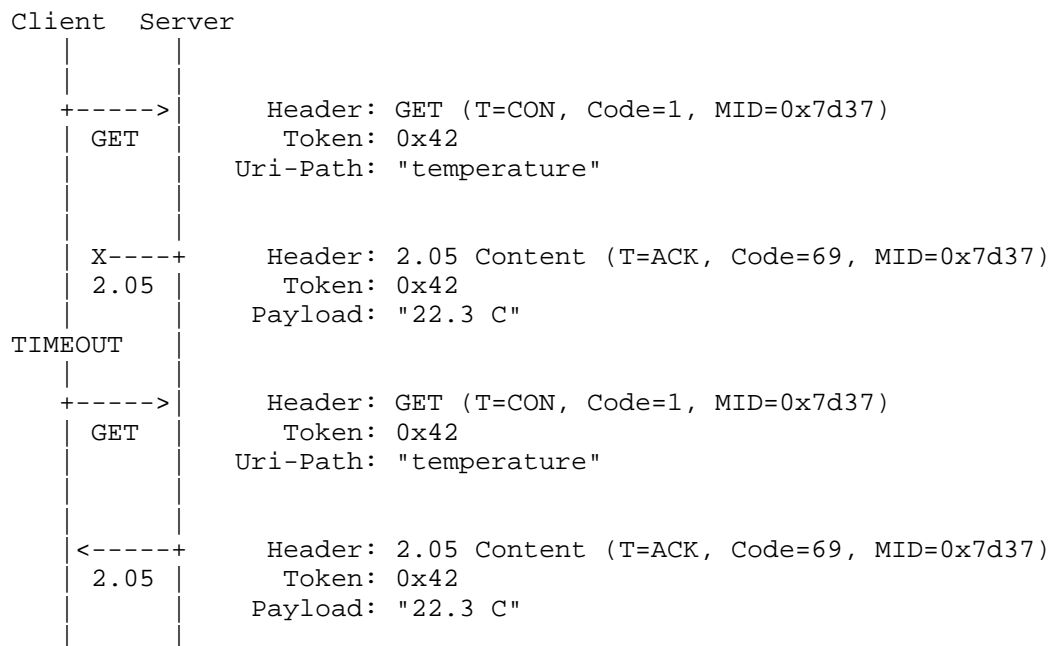 Client Server
+----->| Header: GET (T=CON, Code=1, MID=0x7d37)
| GET | Token: 0x42
Uri-Path: "temperature"
| X----+ Header: 2.05 Content (T=ACK, Code=69, MID=0x7d37)
| 2.05 | Token: 0x42
Payload: "22.3 C"
TIMEOUT |
+----->| Header: GET (T=CON, Code=1, MID=0x7d37)
| GET | Token: 0x42
Uri-Path: "temperature"
|<-----+ Header: 2.05 Content (T=ACK, Code=69, MID=0x7d37)
| 2.05 | Token: 0x42
Payload: "22.3 C"